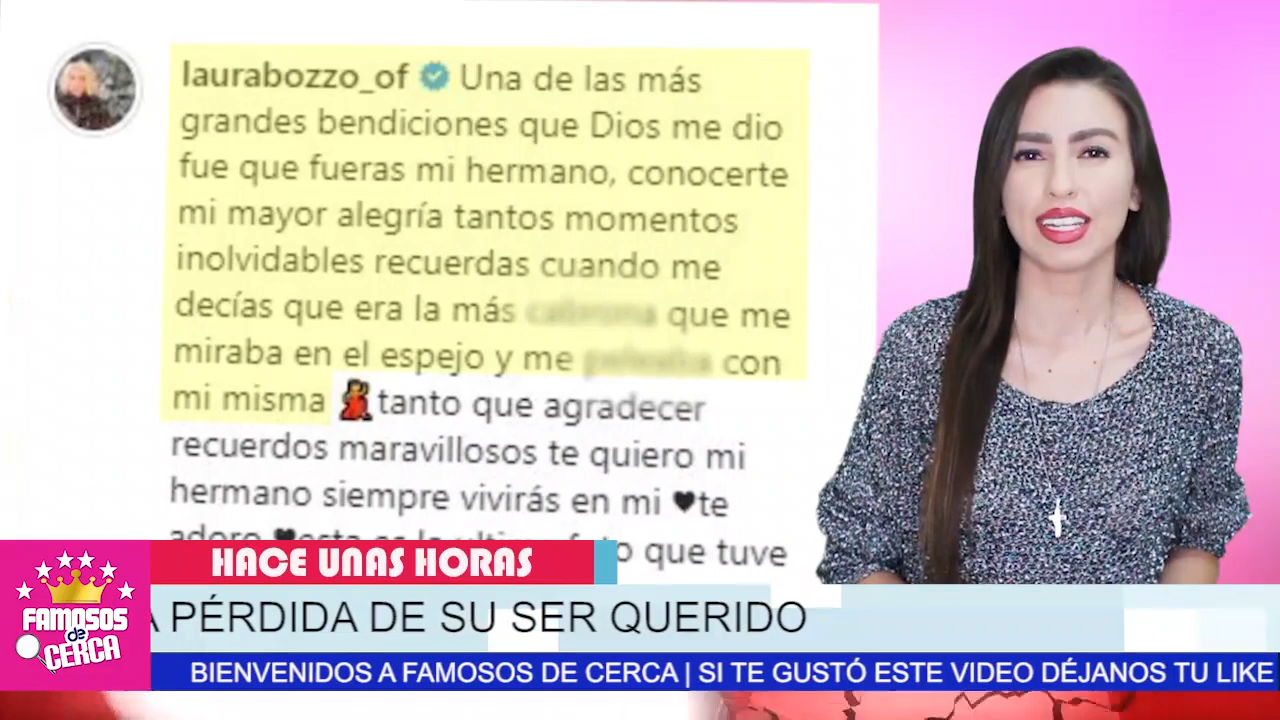 laurabozzo_of Una de las más
grandes bendiciones que Dios me dio
fue que fueras mi hermano, conocerte
mi mayor alegría tantos momentos
inolvidables recuerdas cuando me
decías que era la más que me
miraba en el espejo y me con
mi misma 💃tanto que agradecer
recuerdos maravillosos te quiero mi
hermano siempre vivirás en mi ♥te
que tuve
HACE UNAS HORAS
A PÉRDIDA DE SU SER QUERIDO
FAMOSOS
de
CERCA
BIENVENIDOS A FAMOSOS DE CERCA | SI TE GUSTÓ ESTE VIDEO DÉJANOS TU LIKE